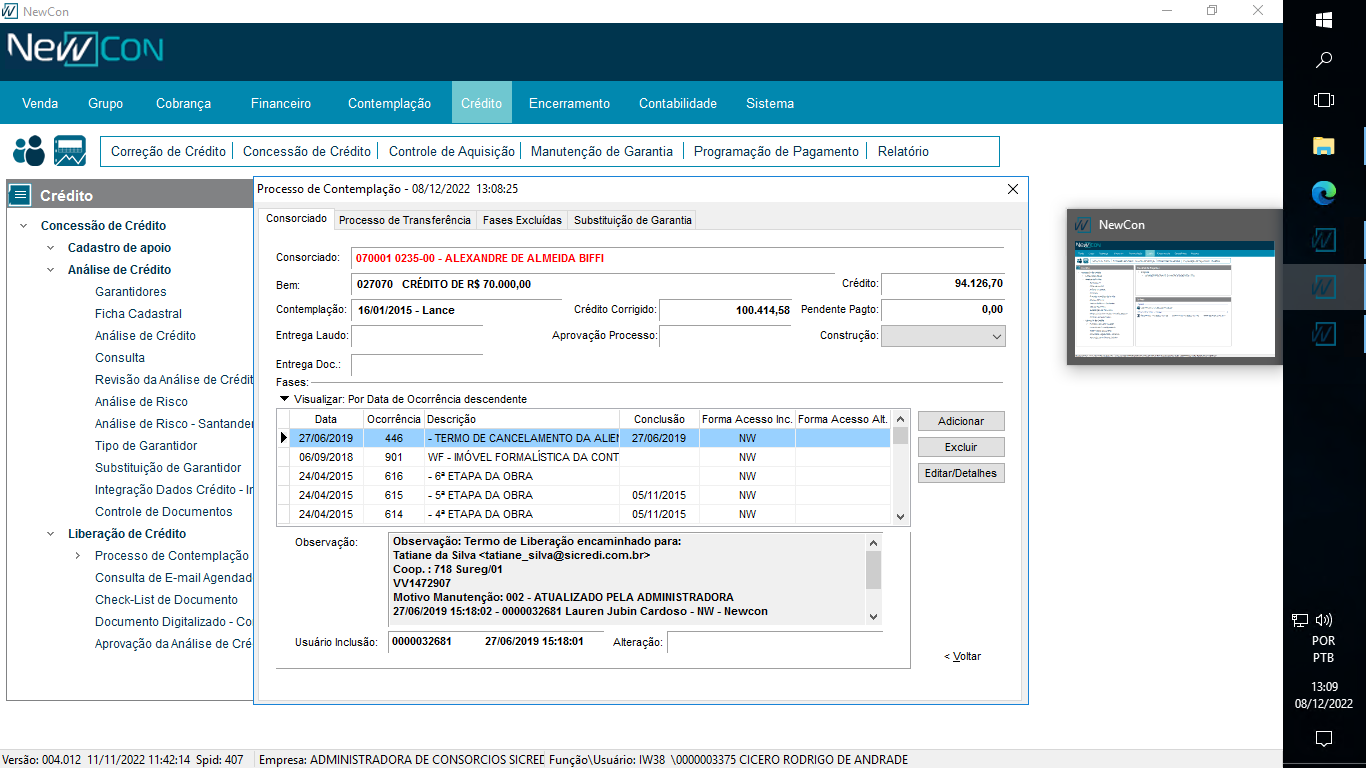 NewCon
NewCon
Venda Grupo Cobrança Financeiro Contemplação Crédito Encerramento Contabilidade Sistema
Correção de Crédito Concessão de Crédito Controle de Aquisição Manutenção de Garantia Programação de Pagamento Relatório
Crédito
Concessão de Crédito
Cadastro de apoio
Análise de Crédito
Garantidores
Ficha Cadastral
Análise de Crédito
Consulta
Revisão da Análise de Crédit
Análise de Risco
Análise de Risco - Santander
Tipo de Garantidor
Substituição de Garantidor
Integração Dados Crédito - Ir
Controle de Documentos
Liberação de Crédito
Processo de Contemplação
Consulta de E-mail Agendad
Check-List de Documento
Documento Digitalizado - Co
Aprovação da Análise de Cré
Processo de Contemplação - 08/12/2022 13:08:25
Consorciado Processo de Transferência Fases Excluídas Substituição de Garantia
Consorciado: 070001 0235-00 - ALEXANDRE DE ALMEIDA BIFFI
Bem: 027010 CRÉDITO DE R$ 70.000,00 Crédito: 94.126,70
Contemplação: 16/01/2015 - Lance Crédito Corrigido: 100.414,58 Pendente Pagto: 0,00
Entrega Laudo: Aprovação Processo: Construção:
Entrega Doc.:
Fases:
Visualizar: Por Data de Ocorrência descendente
Data Ocorrência Descrição Conclusão Forma Acesso Inc. Forma Acesso Alt.
27/06/2019 446 - TERMO DE CANCELAMENTO DA ALIEN 27/06/2019 NW
06/09/2018 901 WF - IMÓVEL FORMALÍSTICA DA CONT NW
24/04/2015 616 - 6ª ETAPA DA OBRA NW
24/04/2015 615 - 5ª ETAPA DA OBRA 05/11/2015 NW
24/04/2015 614 - 4ª ETAPA DA OBRA 05/11/2015 NW
Adicionar
Excluir
Editar/Detalhes
Observação: Observação: Termo de Liberação encaminhado para:
Tatiane da Silva <tatiane_silva@sicredi.com.br>
Coop. : 718 Sureg/01
VV1472907
Motivo Manutenção: 002 - ATUALIZADO PELA ADMINISTRADORA
27/06/2019 15:18:02 - 0000032681 Lauren Jubin Cardoso - NW - Newcon
Usuário Inclusão: 0000032681 27/06/2019 15:18:01 Alteração:
< Voltar
NewCon
POR
PTB
13:09
08/12/2022
Versão: 004.012 11/11/2022 11:42:14 Spid: 407 Empresa: ADMINISTRADORA DE CONSORCIOS SICRED Função\Usuário: IW38 \0000003375 CICERO RODRIGO DE ANDRADE